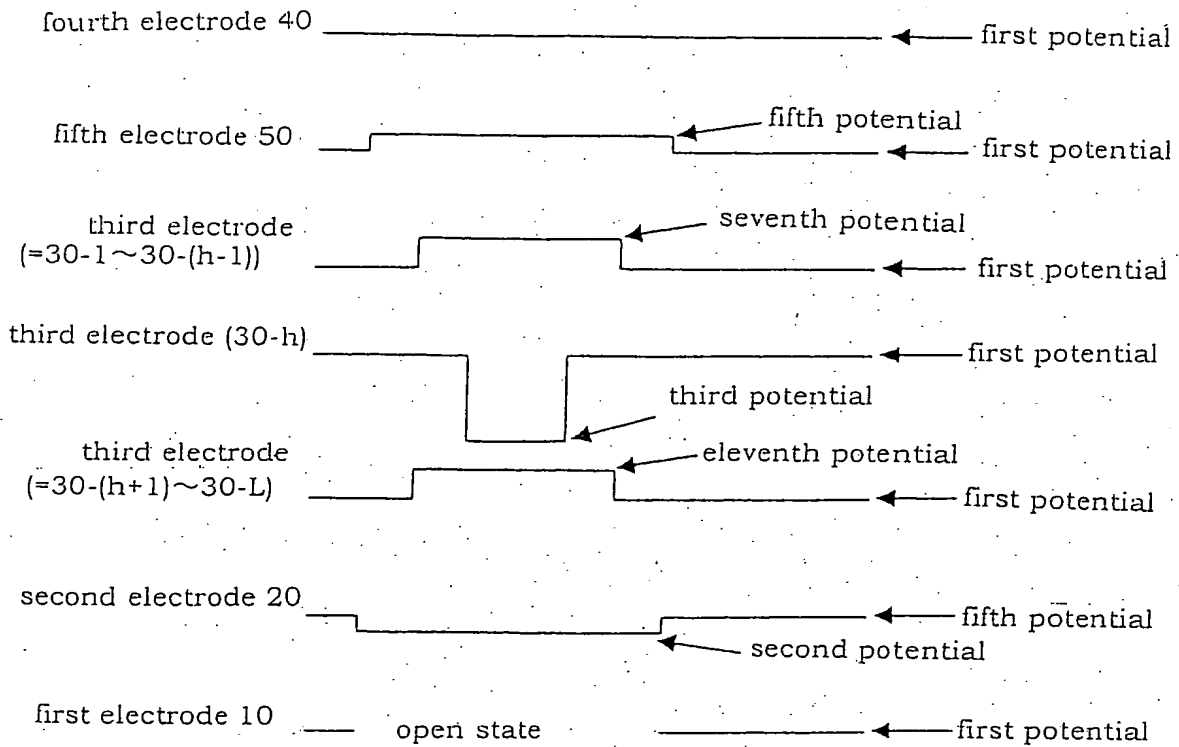 fourth electrode 40
first potential
fifth electrode 50
fifth potential
first potential
third electrode
(=30-1~30-(h-1))
seventh potential
first potential
third electrode (30-h)
first potential
third potential
third electrode
(=30-(h+1)~30-L)
eleventh potential
first potential
second electrode 20
fifth potential
second potential
first electrode 10
open state
first potential